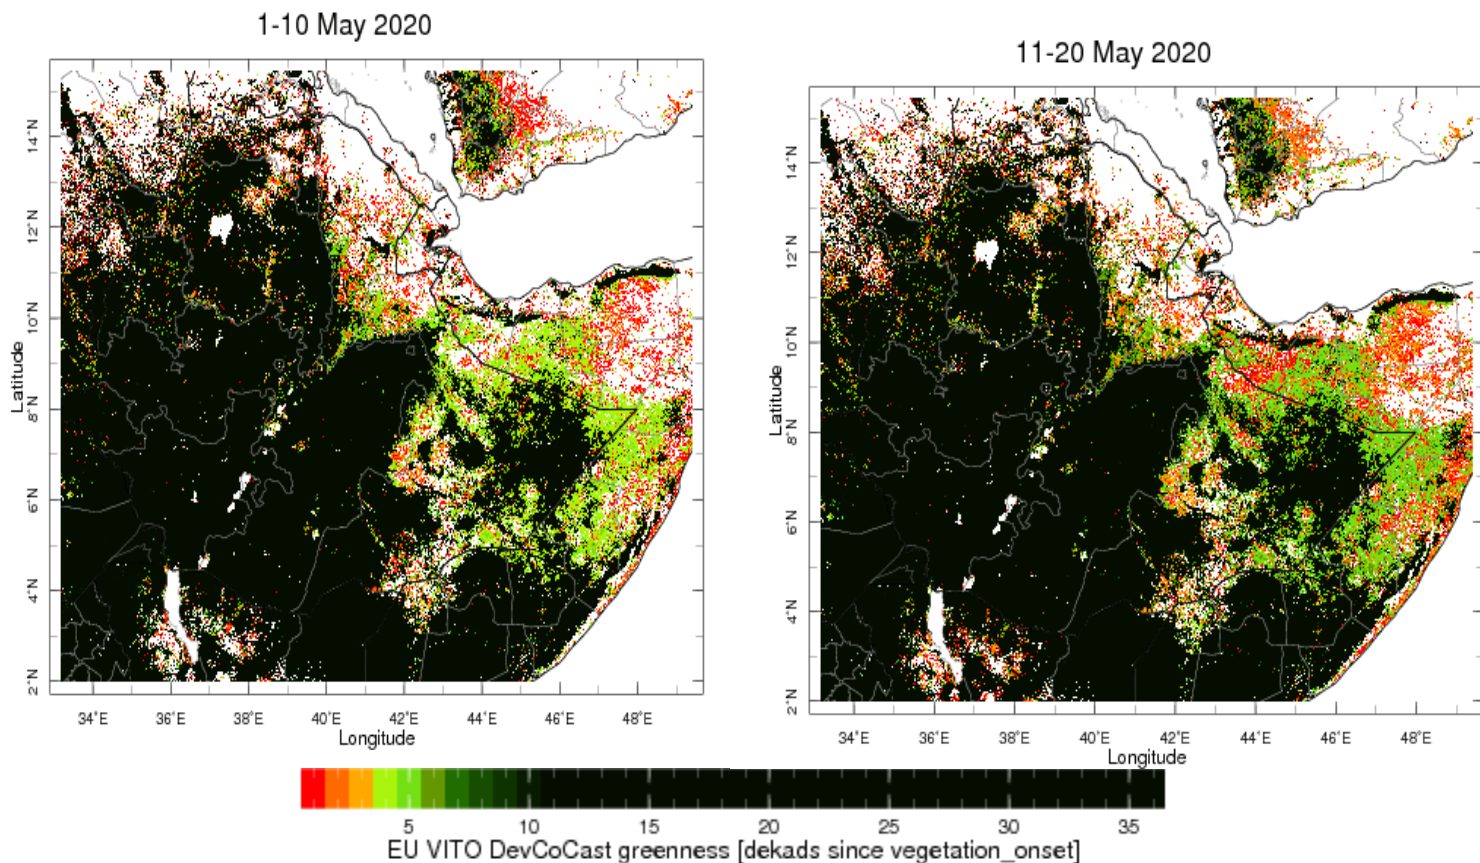 1-10 May 2020
11-20 May 2020
14°N
12°N
10°N
8°N
6°N
4°N
2°N
Latitude
34°E 36°E 38°E 40°E 42°E 44°E 46°E 48°E
Longitude
14°N
12°N
10°N
8°N
6°N
4°N
2°N
Latitude
34°E 36°E 38°E 40°E 42°E 44°E 46°E 48°E
Longitude
5 10 15 20 25 30 35
EU VITO DevCoCast greenness [dekads since vegetation_onset]